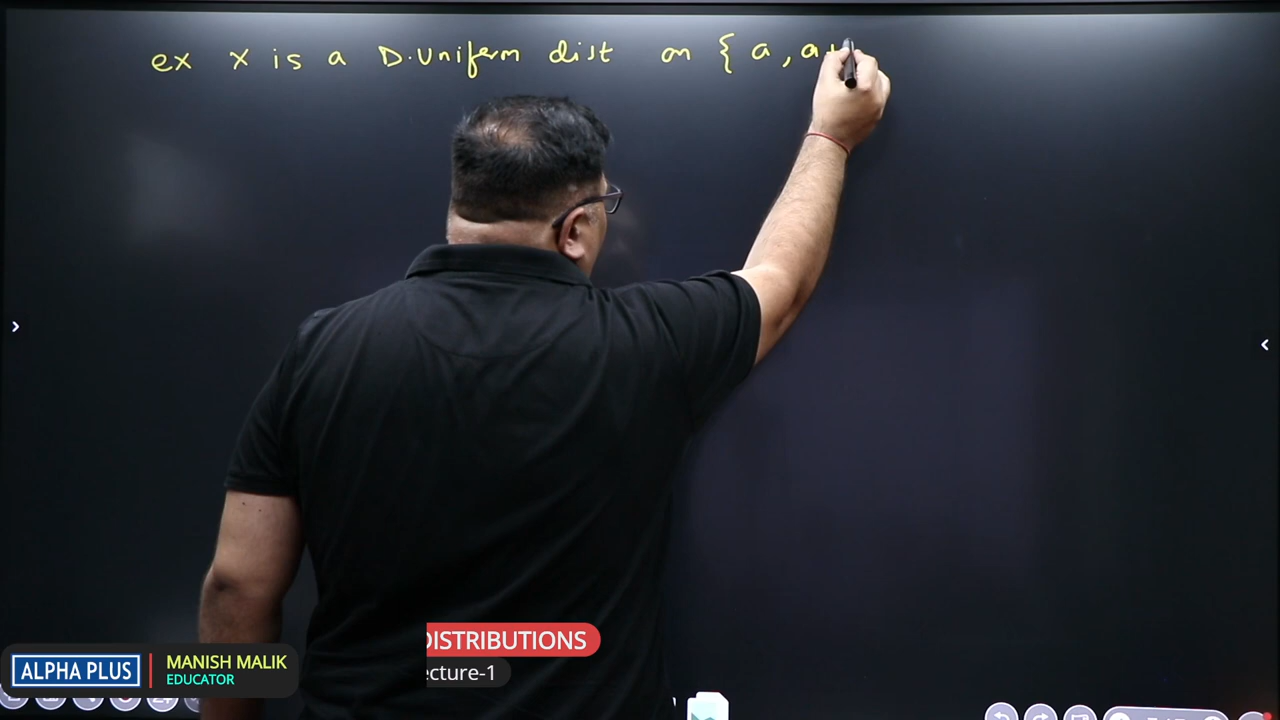 ex X is a D.Uniform dist on { a, a+
DISTRIBUTIONS
ecture-1
ALPHA PLUS
MANISH MALIK
EDUCATOR